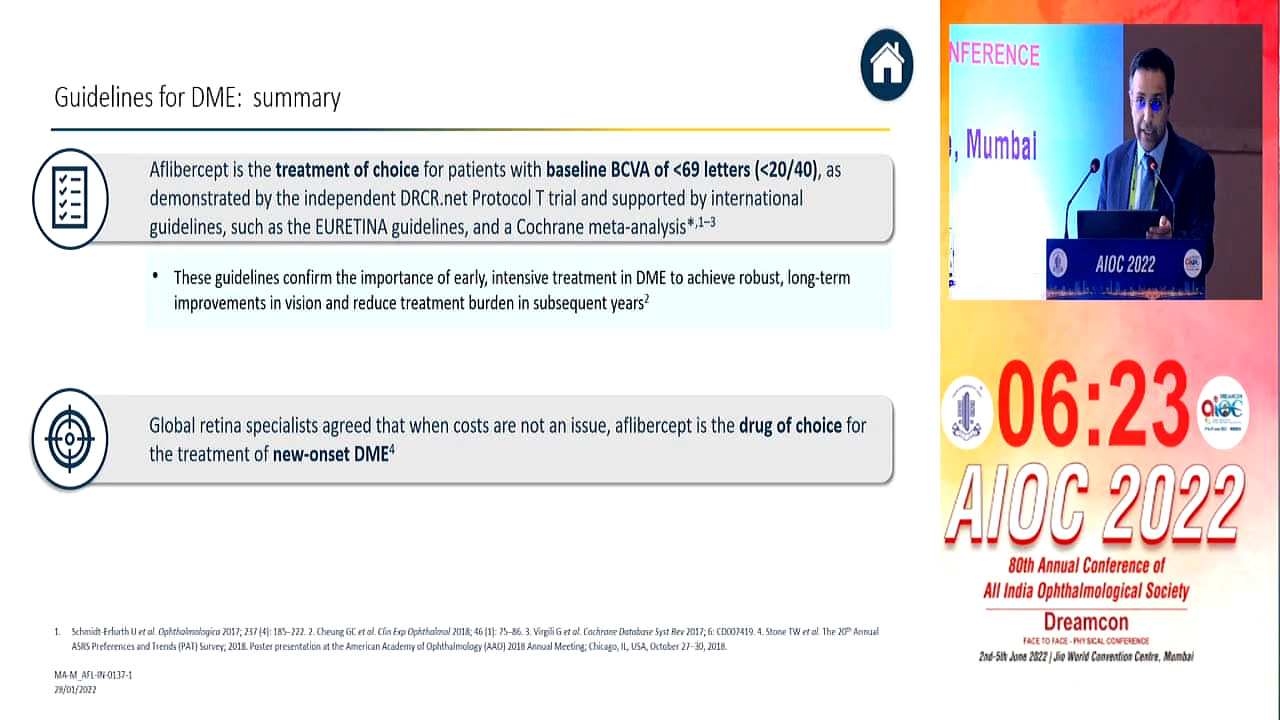 Guidelines for DME:  summary
Aflibercept is the treatment of choice for patients with baseline BCVA of <69 letters (<20/40), as
demonstrated by the independent DRCR.net Protocol T trial and supported by international
guidelines, such as the EURETINA guidelines, and a Cochrane meta-analysis*,1–3
• These guidelines confirm the importance of early, intensive treatment in DME to achieve robust, long-term
improvements in vision and reduce treatment burden in subsequent years2
Global retina specialists agreed that when costs are not an issue, aflibercept is the drug of choice for
the treatment of new-onset DME4
1. Schmidt-Erfurth U et al. Ophthalmologica 2017; 237 (4): 185–222. 2. Cheung GC et al. Clin Exp Ophthalmol 2018; 46 (1): 75–86. 3. Virgili G et al. Cochrane Database Syst Rev 2017; 6: CD007419. 4. Stone TW et al. The 20th Annual
ASRS Preferences and Trends (PAT) Survey; 2018. Poster presentation at the American Academy of Ophthalmology (AAO) 2018 Annual Meeting; Chicago, IL, USA, October 27–30, 2018.
MA-M_AFL-IN-0137-1
28/01/2022
NFERENCE
, Mumbai
AIOC 2022
06:23
AIOC 2022
80th Annual Conference of
All India Ophthalmological Society
Dreamcon
FACE TO FACE - PHYSICAL CONFERENCE
2nd-5th June 2022 | Jio World Convention Centre, Mumbai